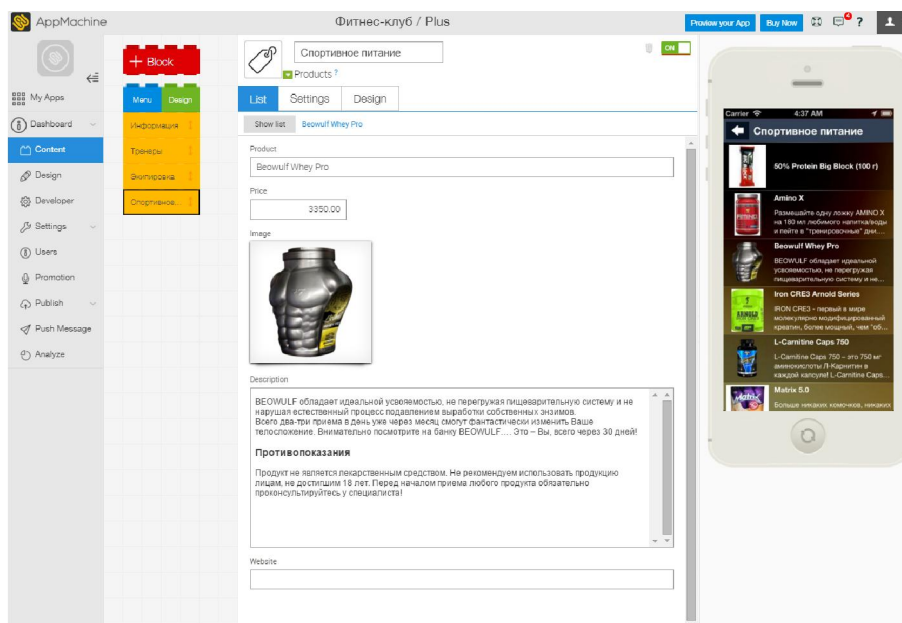 AppMachine
Фитнес-клуб / Plus
Preview your App
Buy Now
4
?
+ Block
Menu
Design
Информация
Тренеры
Экипировка
Спортивное...
My Apps
Dashboard
Content
Design
Developer
Settings
Users
Promotion
Publish
Push Message
Analyze
Спортивное питание
Products ?
ON
List
Settings
Design
Show list
Beowulf Whey Pro
Product
Beowulf Whey Pro
Price
3350.00
Image
Description
BEOWULF обладает идеальной усвояемостью, не перегружая пищеварительную систему и не
нарушая естественный процесс подавлением выработки собственных энзимов.
Всего два-три приема в день уже через месяц смогут фантастически изменить Ваше
телосложение. Внимательно посмотрите на банку BEOWULF.... Это – Вы, всего через 30 дней!
Противопоказания
Продукт не является лекарственным средством. Не рекомендуем использовать продукцию
лицам, не достигшим 18 лет. Перед началом приема любого продукта обязательно
проконсультируйтесь у специалиста!
Website
Carrier
4:37 AM
Спортивное питание
50% Protein Big Block (100 г)
Amino X
Размешайте одну ложку AMINO X
на 180 мл любимого напитка/воды
и пейте в "тренировочные" дни....
Beowulf Whey Pro
BEOWULF обладает идеальной
усвояемостью, не перегружая
пищеварительную систему и не...
Iron CRE3 Arnold Series
IRON CRE3 - первый в мире
молекулярно модифицированный
креатин, более мощный, чем "об...
L-Carnitine Caps 750
L-Carnitine Caps 750 – это 750 мг
аминокислоты Л-Карнитин в
каждой капсуле! L-Carnitine Caps...
Matrix 5.0
Больше никаких комочков, никаких